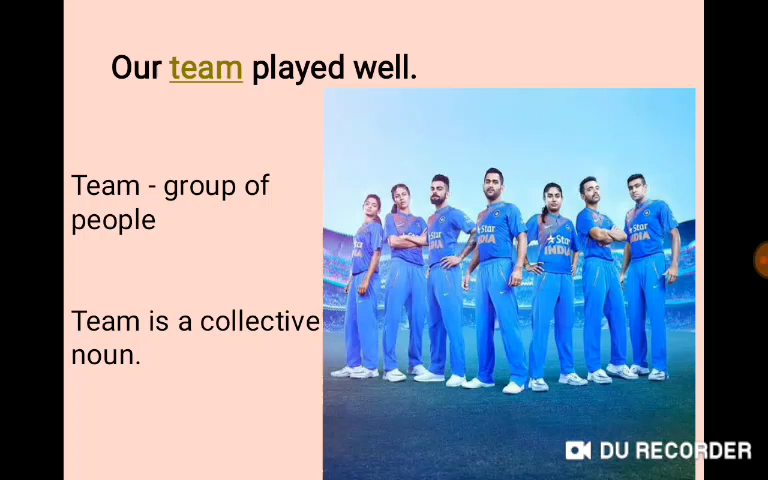 Our team played well.
Team - group of
people
Team is a collective
noun.
Star
INDIA
Star
INDIA
Star
INDIA
DU RECORDER